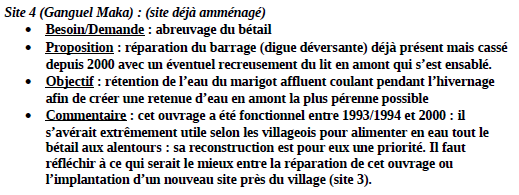 Site 4 (Ganguel Maka) : (site déjà amménagé)
• Besoin/Demande : abreuvage du bétail
• Proposition : réparation du barrage (digue déversante) déjà présent mais cassé
depuis 2000 avec un éventuel recreusement du lit en amont qui s’est ensablé.
• Objectif : rétention de l’eau du marigot affluent coulant pendant l’hivernage
afin de créer une retenue d’eau en amont la plus pérenne possible
• Commentaire : cet ouvrage a été fonctionnel entre 1993/1994 et 2000 : il
s’avérait extrêmement utile selon les villageois pour alimenter en eau tout le
bétail aux alentours : sa reconstruction est pour eux une priorité. Il faut
réfléchir à ce qui serait le mieux entre la réparation de cet ouvrage ou
l’implantation d’un nouveau site près du village (site 3).